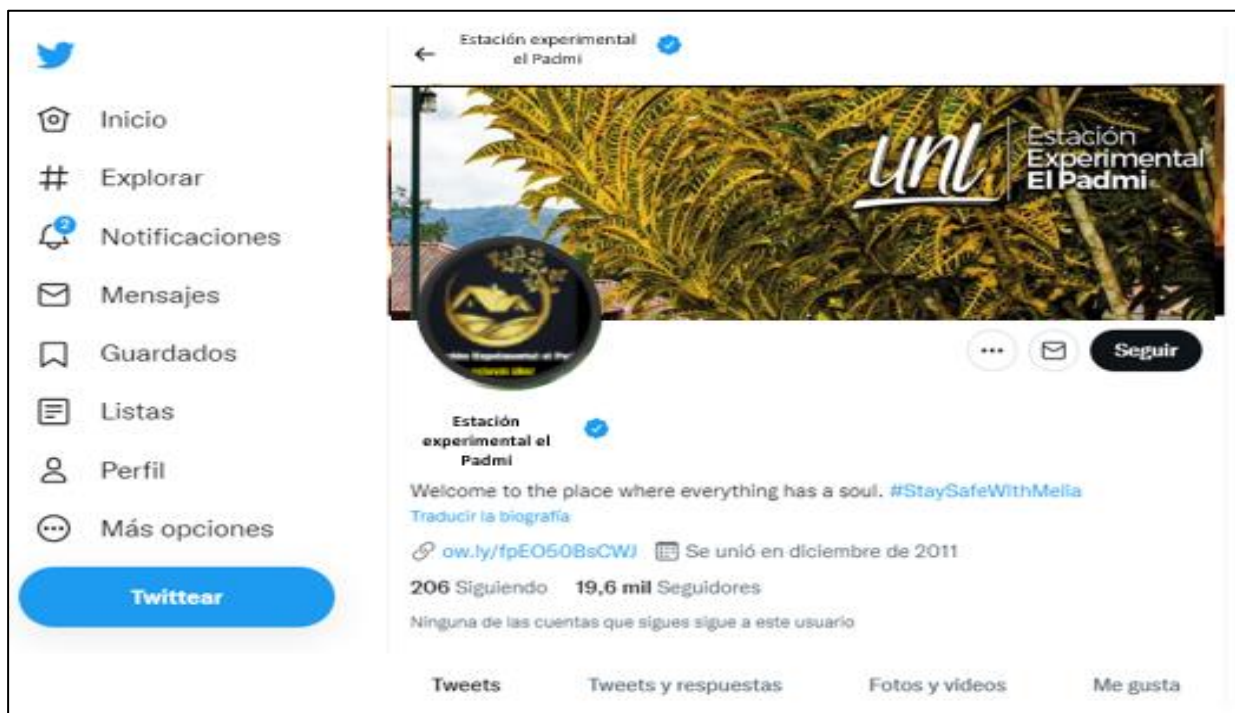 Estación experimental
el Padmi
Inicio
Explorar
2
Notificaciones
Mensajes
Guardados
Listas
Perfil
Más opciones
Twittear
unl
Estación
Experimental
El Padmi
Seguir
Estación
experimental el
Padmi
Welcome to the place where everything has a soul. #StaySafeWIthMelia
Traducir la biografía
ow.ly/fpEO50BsCWJ Se unió en diciembre de 2011
206 Siguiendo 19,6 mil Seguidores
Ninguna de las cuentas que sigues sigue a este usuario
Tweets Tweets y respuestas Fotos y vídeos Me gusta